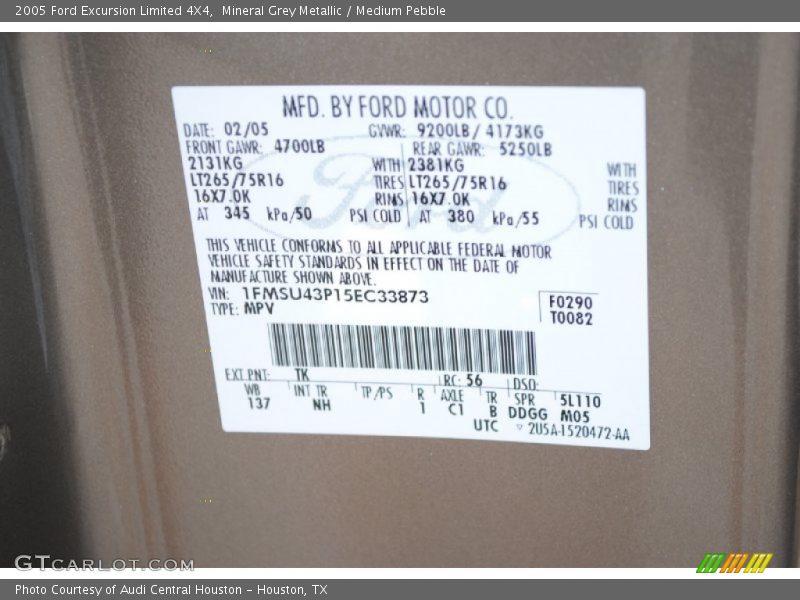 2005 Ford Excursion Limited 4X4,  Mineral Grey Metallic / Medium Pebble
MFD. BY FORD MOTOR CO.
DATE: 02/05 GVWR: 9200LB/ 4173KG
FRONT GAWR: 4700LB REAR GAWR: 5250LB
2131KG WITH 2381KG WITH
LT265/75R16 TIRES LT265/75R16 TIRES
16X7.0K RIMS 16X7.0K RIMS
AT 345 kPa/50 PSI COLD AT 380 kPa/55 PSI COLD
Ford
THIS VEHICLE CONFORMS TO ALL APPLICABLE FEDERAL MOTOR
VEHICLE SAFETY STANDARDS IN EFFECT ON THE DATE OF
MANUFACTURE SHOWN ABOVE.
VIN: 1FMSU43P15EC33873 F0290
TYPE: MPV T0082
EXT PNT: TK RC: 56 DSO:
WB INT TR TP/PS R AXLE TR SPR 5L110
137 NH 1 C1 B DDGG M05
UTC ▽ 2U5A-1520472-AA
GTCARLOT.COM
Photo Courtesy of Audi Central Houston - Houston, TX